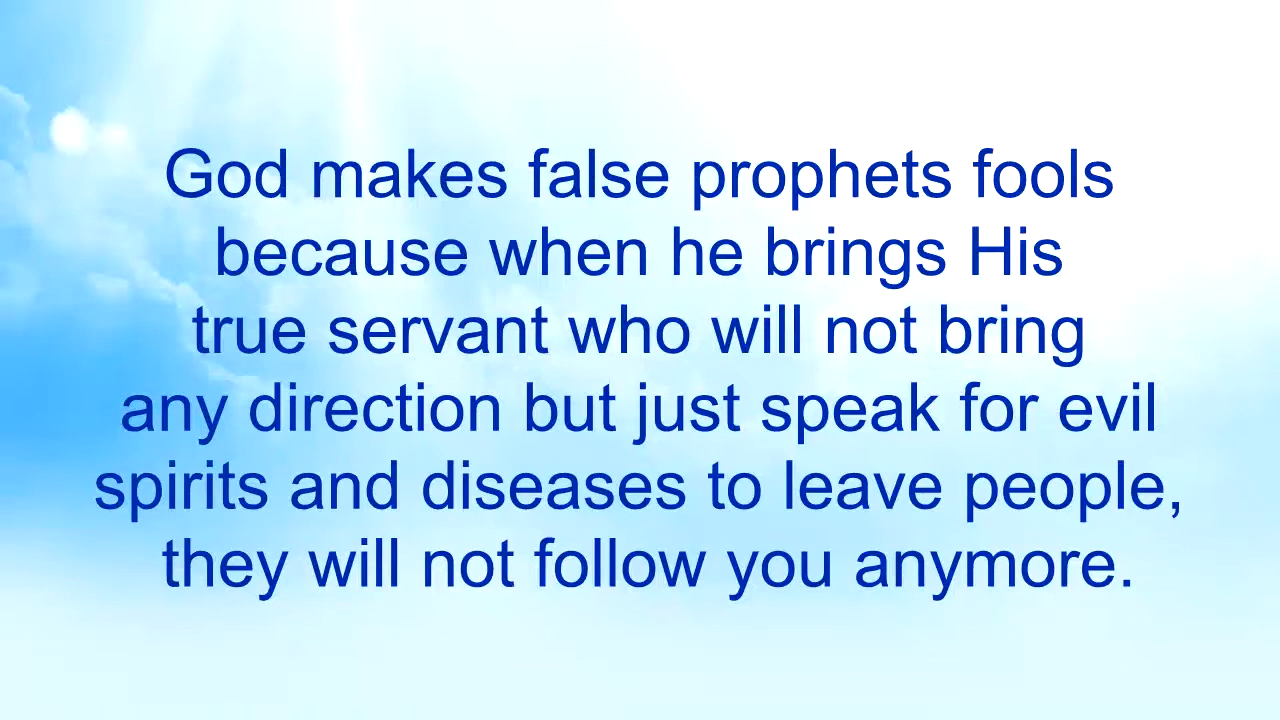 God makes false prophets fools
because when he brings His
true servant who will not bring
any direction but just speak for evil
spirits and diseases to leave people,
they will not follow you anymore.